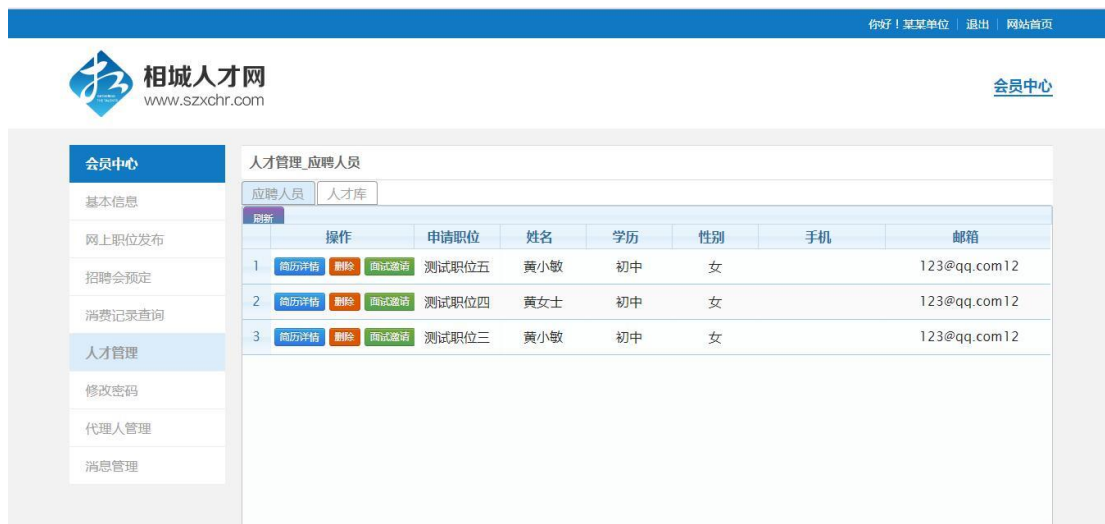 你好！某某单位 | 退出 | 网站首页
相城人才网
www.szxchr.com
会员中心
会员中心
基本信息
网上职位发布
招聘会预定
消费记录查询
人才管理
修改密码
代理人管理
消息管理
人才管理_应聘人员
应聘人员 人才库
刷新
操作 申请职位 姓名 学历 性别 手机 邮箱
1 简历详情 删除 面试邀请 测试职位五 黄小敏 初中 女 123@qq.com12
2 简历详情 删除 面试邀请 测试职位四 黄女士 初中 女 123@qq.com12
3 简历详情 删除 面试邀请 测试职位三 黄小敏 初中 女 123@qq.com12